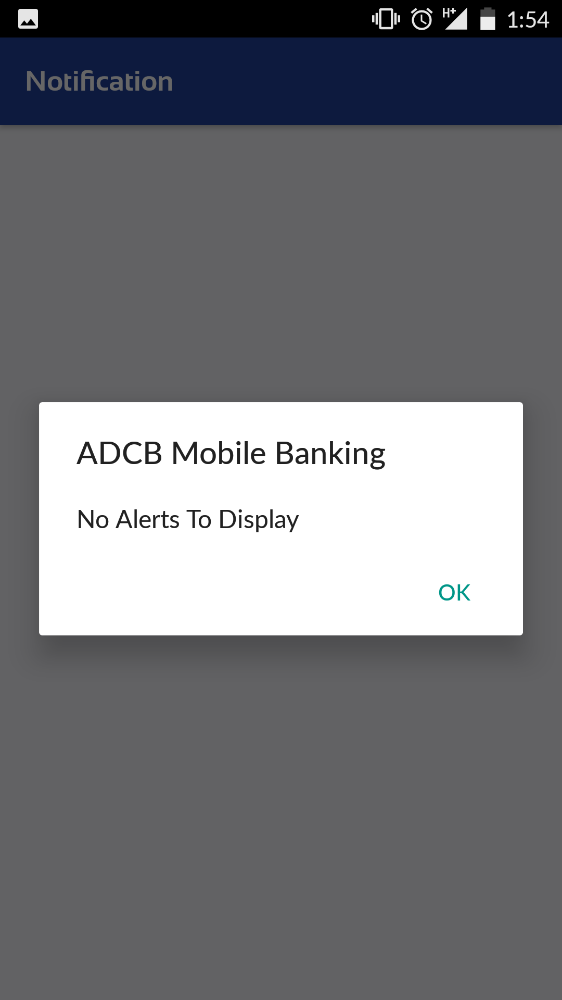 H+ 1:54
Notification
ADCB Mobile Banking
No Alerts To Display
OK